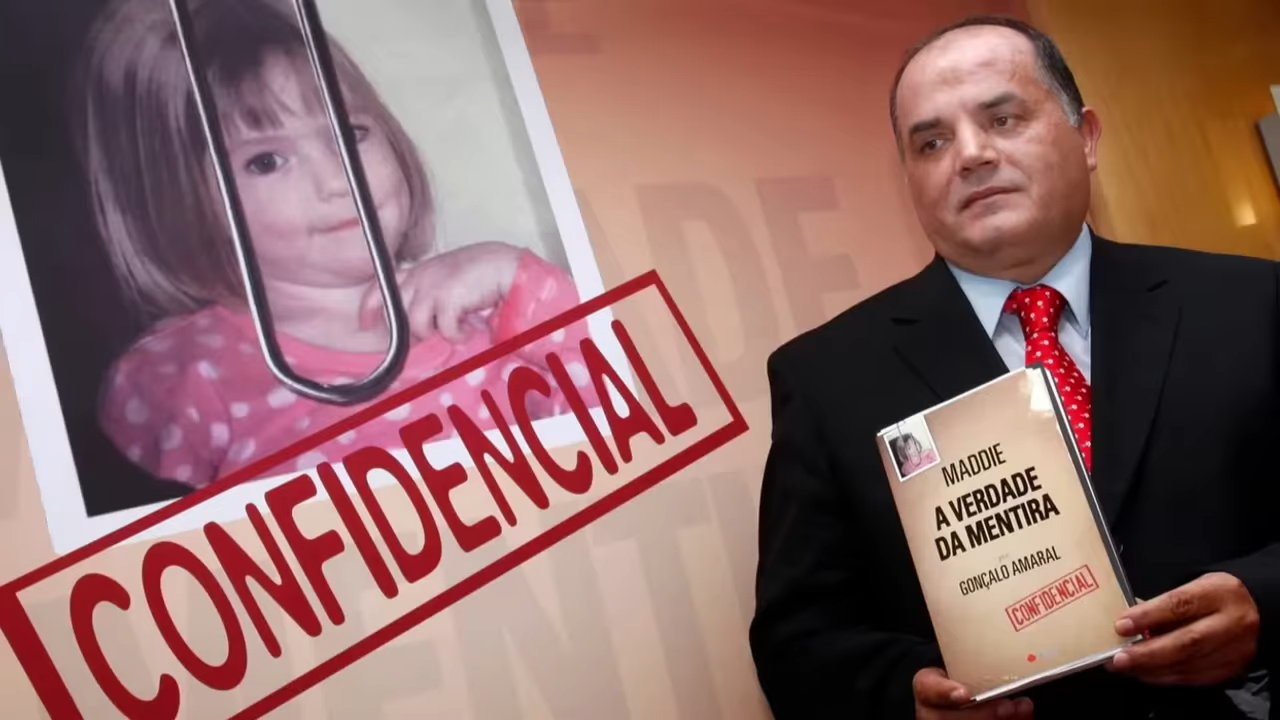 CONFIDENCIAL
MADDIE
A VERDADE
DA MENTIRA
GONÇALO AMARAL
CONFIDENCIAL